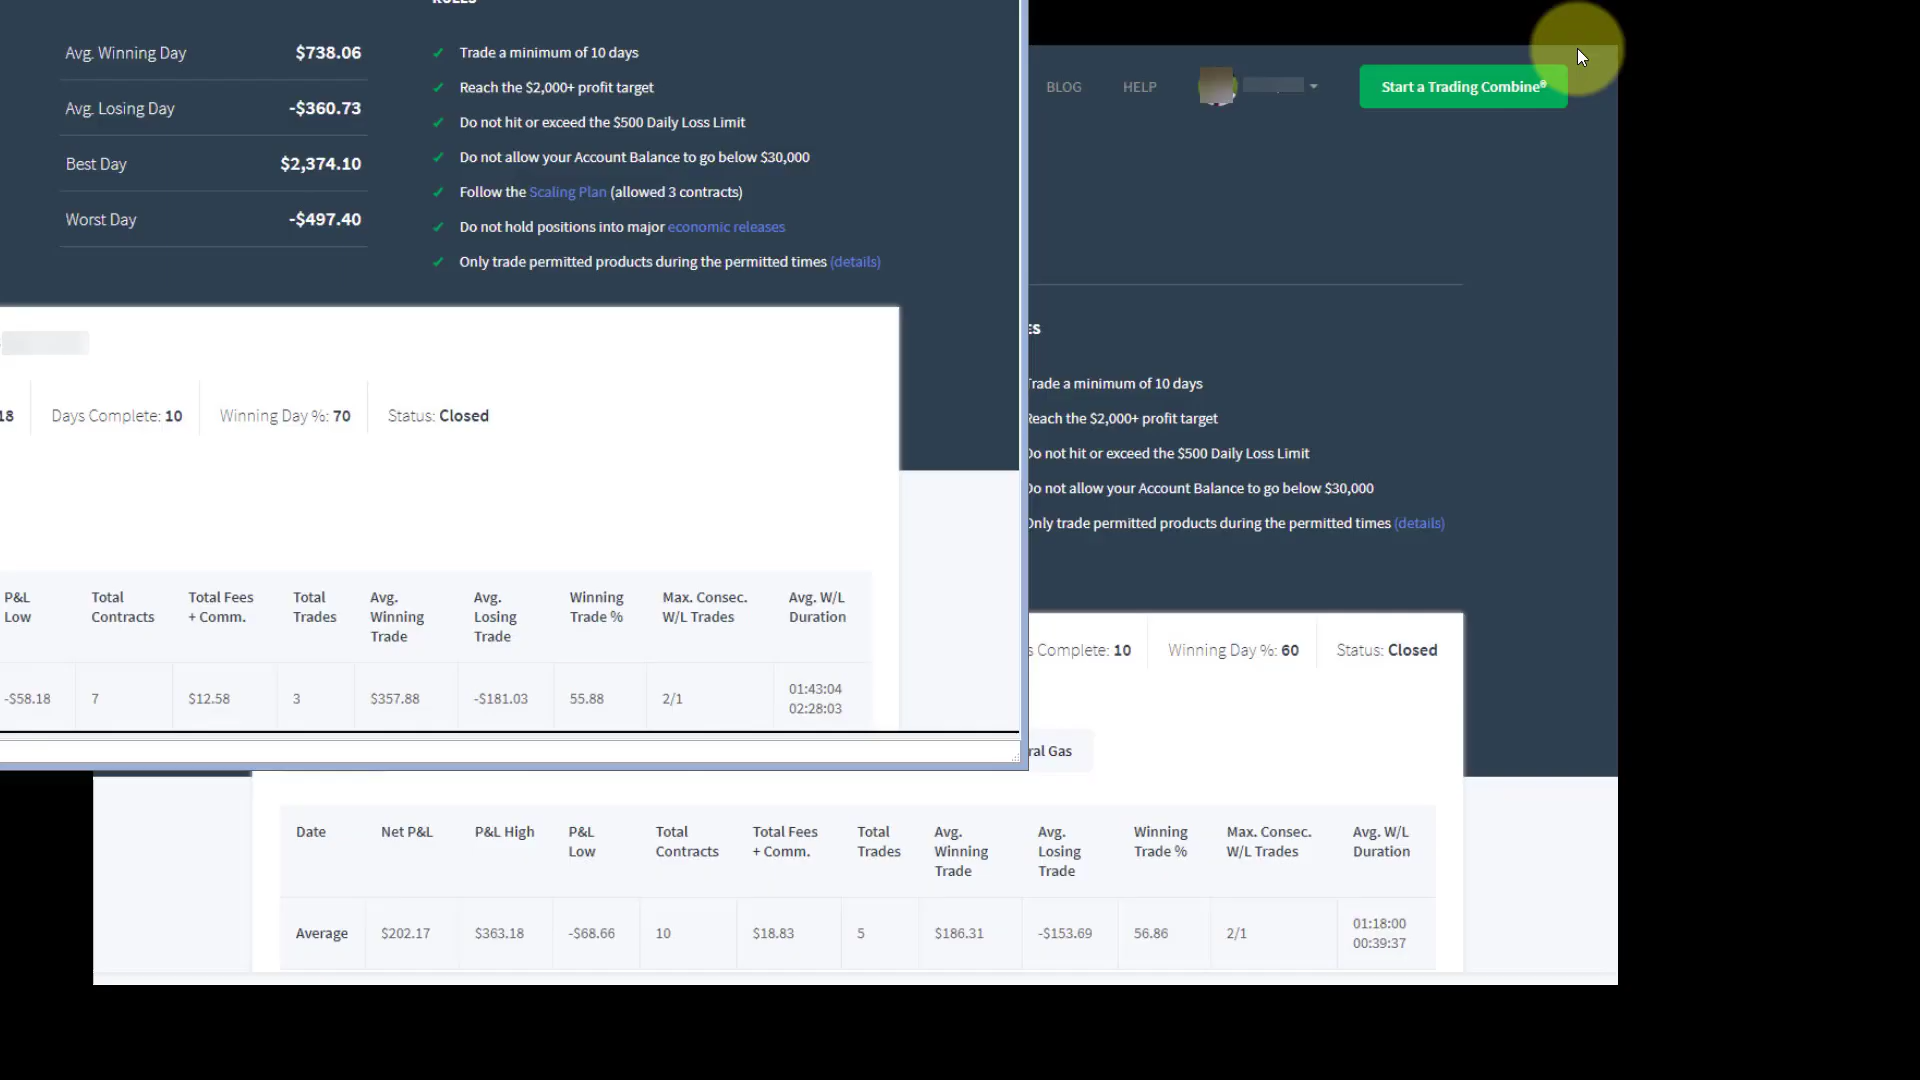 RULES
Avg. Winning Day $738.06
Avg. Losing Day -$360.73
Best Day $2,374.10
Worst Day -$497.40
✓ Trade a minimum of 10 days
✓ Reach the $2,000+ profit target
✓ Do not hit or exceed the $500 Daily Loss Limit
✓ Do not allow your Account Balance to go below $30,000
✓ Follow the Scaling Plan (allowed 3 contracts)
✓ Do not hold positions into major economic releases
✓ Only trade permitted products during the permitted times (details)
18 Days Complete: 10 Winning Day %: 70 Status: Closed
P&L Low Total Contracts Total Fees + Comm. Total Trades Avg. Winning Trade Avg. Losing Trade Winning Trade % Max. Consec. W/L Trades Avg. W/L Duration
-$58.18 7 $12.58 3 $357.88 -$181.03 55.88 2/1 01:43:04
02:28:03
BLOG HELP Start a Trading Combine®
ES
Trade a minimum of 10 days
Reach the $2,000+ profit target
Do not hit or exceed the $500 Daily Loss Limit
Do not allow your Account Balance to go below $30,000
Only trade permitted products during the permitted times (details)
s Complete: 10 Winning Day %: 60 Status: Closed
ral Gas
Date Net P&L P&L High P&L Low Total Contracts Total Fees + Comm. Total Trades Avg. Winning Trade Avg. Losing Trade Winning Trade % Max. Consec. W/L Trades Avg. W/L Duration
Average $202.17 $363.18 -$68.66 10 $18.83 5 $186.31 -$153.69 56.86 2/1 01:18:00
00:39:37